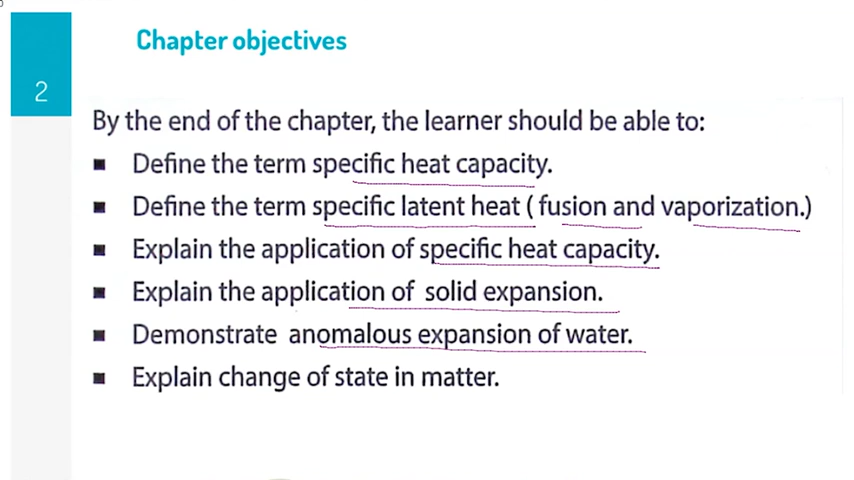 Chapter objectives
2
By the end of the chapter, the learner should be able to:
■ Define the term specific heat capacity.
■ Define the term specific latent heat ( fusion and vaporization.)
■ Explain the application of specific heat capacity.
■ Explain the application of solid expansion.
■ Demonstrate anomalous expansion of water.
■ Explain change of state in matter.